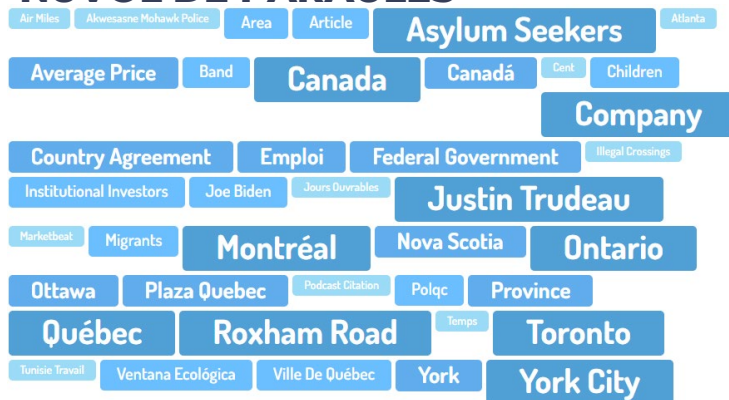 Air Miles Akwesasne Mohawk Police Area Article Asylum Seekers Atlanta
Average Price Band Canada Canadá Cent Children
Company
Country Agreement Emploi Federal Government Illegal Crossings
Institutional Investors Joe Biden Jours Ouvrables Justin Trudeau
Marketbeat Migrants Montréal Nova Scotia Ontario
Ottawa Plaza Quebec Podcast Citation Polqc Province
Québec Roxham Road Temps Toronto
Tunisie Travail Ventana Ecológica Ville De Québec York York City